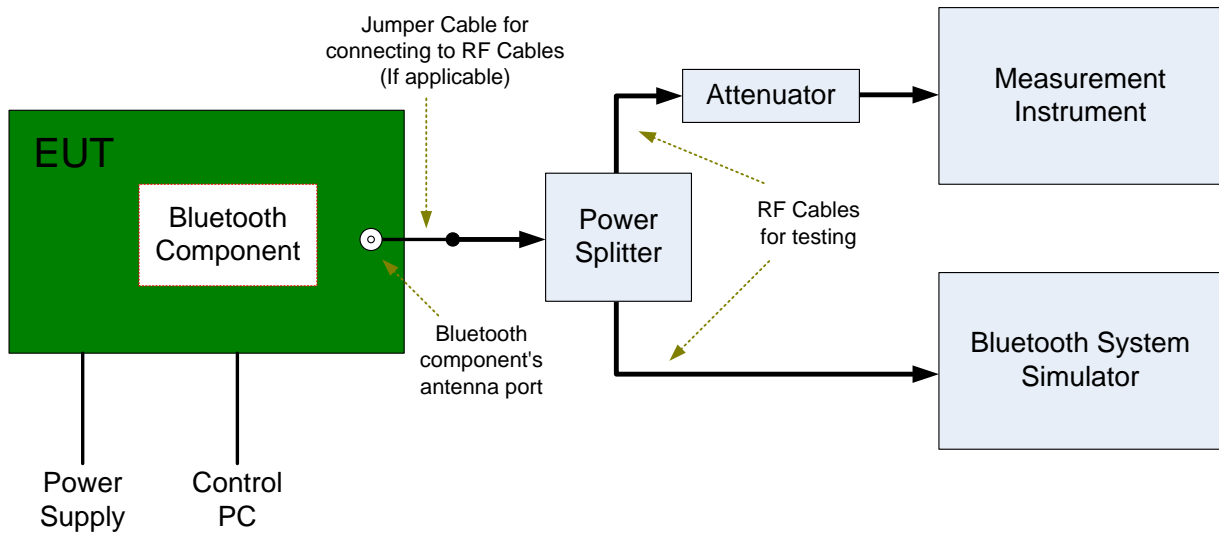 Jumper Cable for
connecting to RF Cables
(If applicable)
EUT
Bluetooth
Component
Bluetooth
component's
antenna port
Power
Supply
Control
PC
Power
Splitter
Attenuator
RF Cables
for testing
Measurement
Instrument
Bluetooth System
Simulator